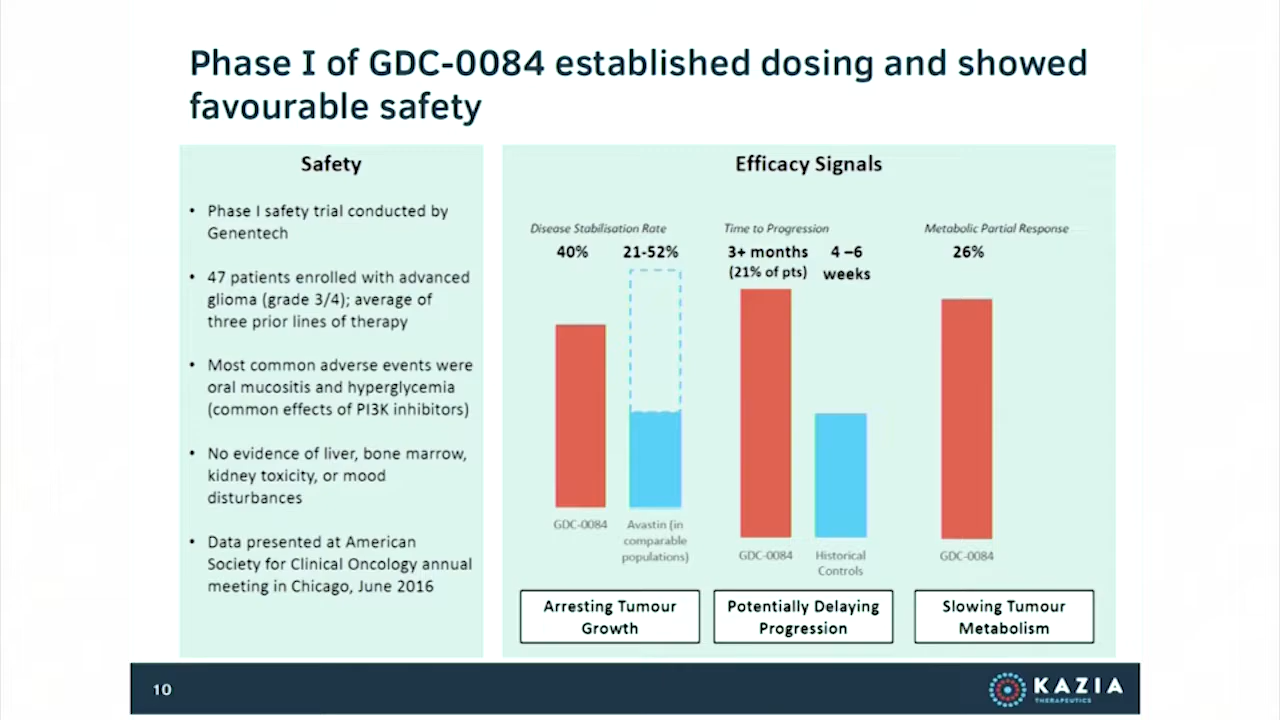 Phase I of GDC-0084 established dosing and showed
favourable safety
Safety
• Phase I safety trial conducted by
Genentech
• 47 patients enrolled with advanced
glioma (grade 3/4); average of
three prior lines of therapy
• Most common adverse events were
oral mucositis and hyperglycemia
(common effects of PI3K inhibitors)
• No evidence of liver, bone marrow,
kidney toxicity, or mood
disturbances
• Data presented at American
Society for Clinical Oncology annual
meeting in Chicago, June 2016
Efficacy Signals
Disease Stabilisation Rate
40%
21-52%
GDC-0084
Avastin (in
comparable
populations)
Arresting Tumour
Growth
Time to Progression
3+ months
(21% of pts)
4 –6
weeks
GDC-0084
Historical
Controls
Potentially Delaying
Progression
Metabolic Partial Response
26%
GDC-0084
Slowing Tumour
Metabolism
10
KAZIA
THERAPEUTICS